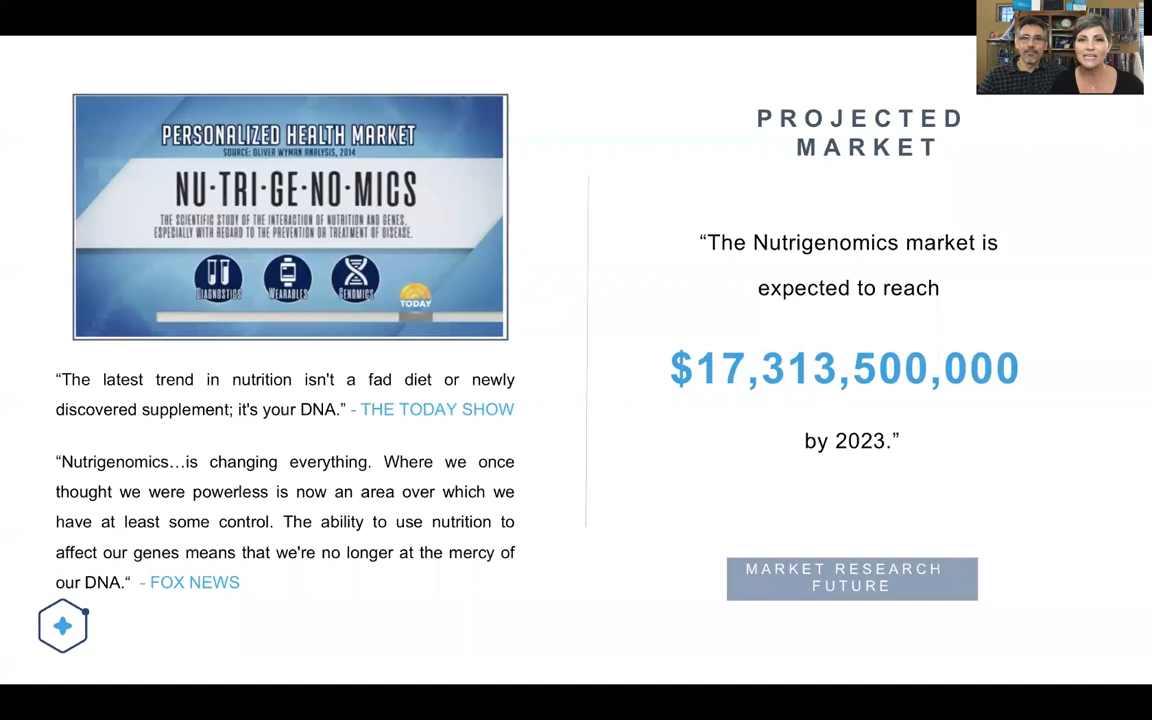 PERSONALIZED HEALTH MARKET
SOURCE: OLIVER WYMAN ANALYSIS, 2014
NU·TRI·GE·NO·MICS
THE SCIENTIFIC STUDY OF THE INTERACTION OF NUTRITION AND GENES,
ESPECIALLY WITH REGARD TO THE PREVENTION OR TREATMENT OF DISEASE.
DIAGNOSTICS WEARABLES GENOMICS
TODAY
“The latest trend in nutrition isn't a fad diet or newly
discovered supplement; it's your DNA.” - THE TODAY SHOW
“Nutrigenomics…is changing everything. Where we once
thought we were powerless is now an area over which we
have at least some control. The ability to use nutrition to
affect our genes means that we're no longer at the mercy of
our DNA.“ - FOX NEWS
PROJECTED
MARKET
“The Nutrigenomics market is
expected to reach
$17,313,500,000
by 2023.”
MARKET RESEARCH
FUTURE